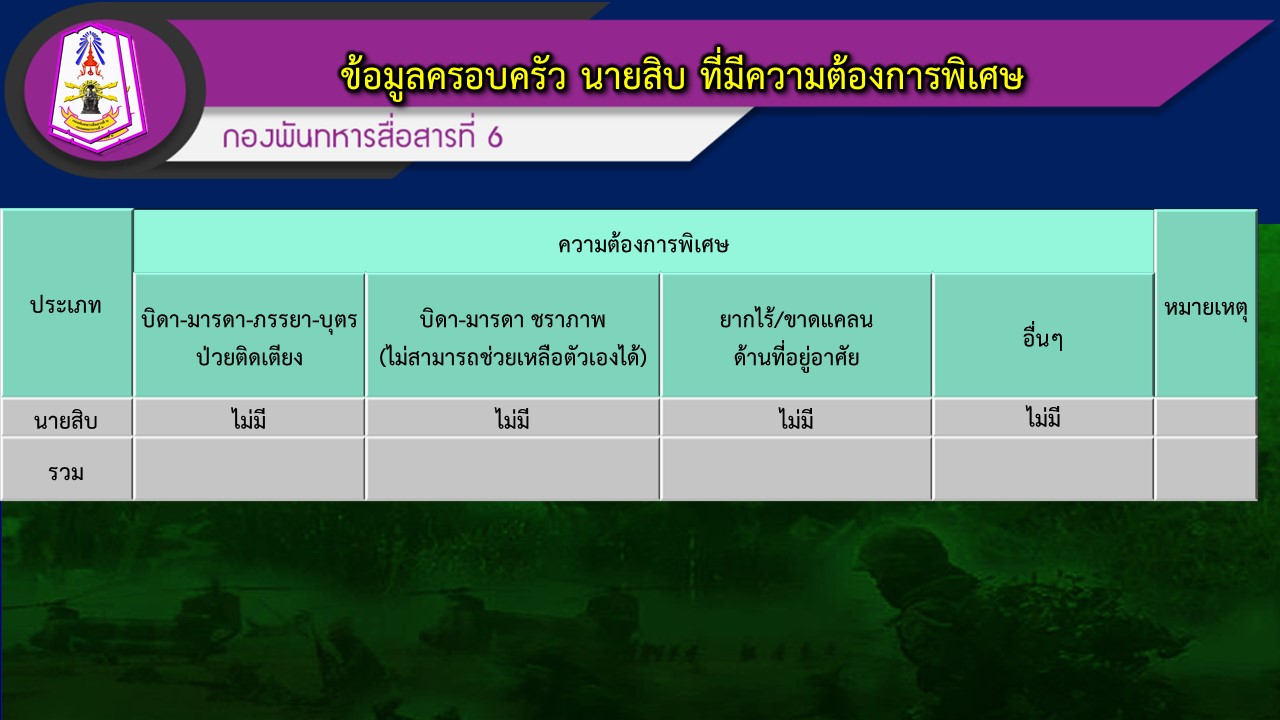 ข้อมูลครอบครัว นายสิบ ที่มีความต้องการพิเศษ
กองพันทหารสื่อสารที่ 6
ประเภท
ความต้องการพิเศษ
หมายเหตุ
บิดา-มารดา-ภรรยา-บุตร
ป่วยติดเตียง
บิดา-มารดา ชราภาพ
(ไม่สามารถช่วยเหลือตัวเองได้)
ยากไร้/ขาดแคลน
ด้านที่อยู่อาศัย
อื่นๆ
นายสิบ ไม่มี ไม่มี ไม่มี ไม่มี
รวม